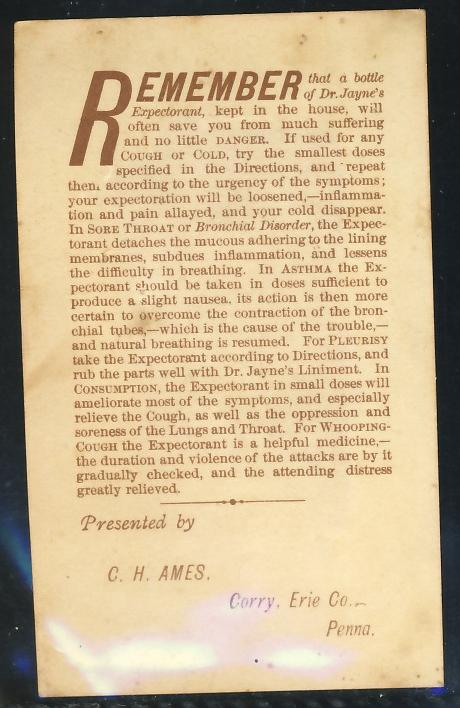 REMEMBER that a bottle
of Dr. Jayne's
Expectorant, kept in the house, will
often save you from much suffering
and no little DANGER. If used for any
COUGH or COLD, try the smallest doses
specified in the Directions, and repeat
them, according to the urgency of the symptoms;
your expectoration will be loosened,—inflamma-
tion and pain allayed, and your cold disappear.
In SORE THROAT or Bronchial Disorder, the Expec-
torant detaches the mucous adhering to the lining
membranes, subdues inflammation, and lessens
the difficulty in breathing. In ASTHMA the Ex-
pectorant should be taken in doses sufficient to
produce a slight nausea, its action is then more
certain to overcome the contraction of the bron-
chial tubes,—which is the cause of the trouble,—
and natural breathing is resumed. For PLEURISY
take the Expectorant according to Directions, and
rub the parts well with Dr. Jayne's Liniment. In
CONSUMPTION, the Expectorant in small doses will
ameliorate most of the symptoms, and especially
relieve the Cough, as well as the oppression and
soreness of the Lungs and Throat. For WHOOPING-
COUGH the Expectorant is a helpful medicine,—
the duration and violence of the attacks are by it
gradually checked, and the attending distress
greatly relieved.
Presented by
C. H. AMES.
Corry, Erie Co.,
Penna.